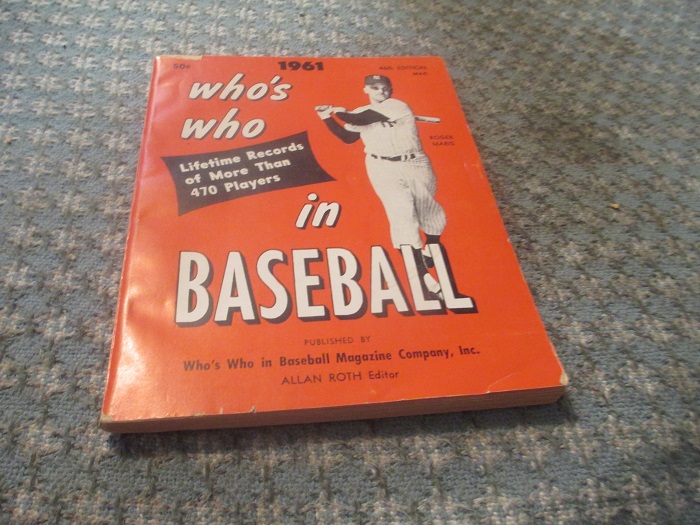 50¢
1961
46th EDITION
who's
who
ROGER
MARIS
Lifetime Records
of More Than
470 Players
in
BASEBALL
PUBLISHED BY
Who's Who in Baseball Magazine Company, Inc.
ALLAN ROTH Editor